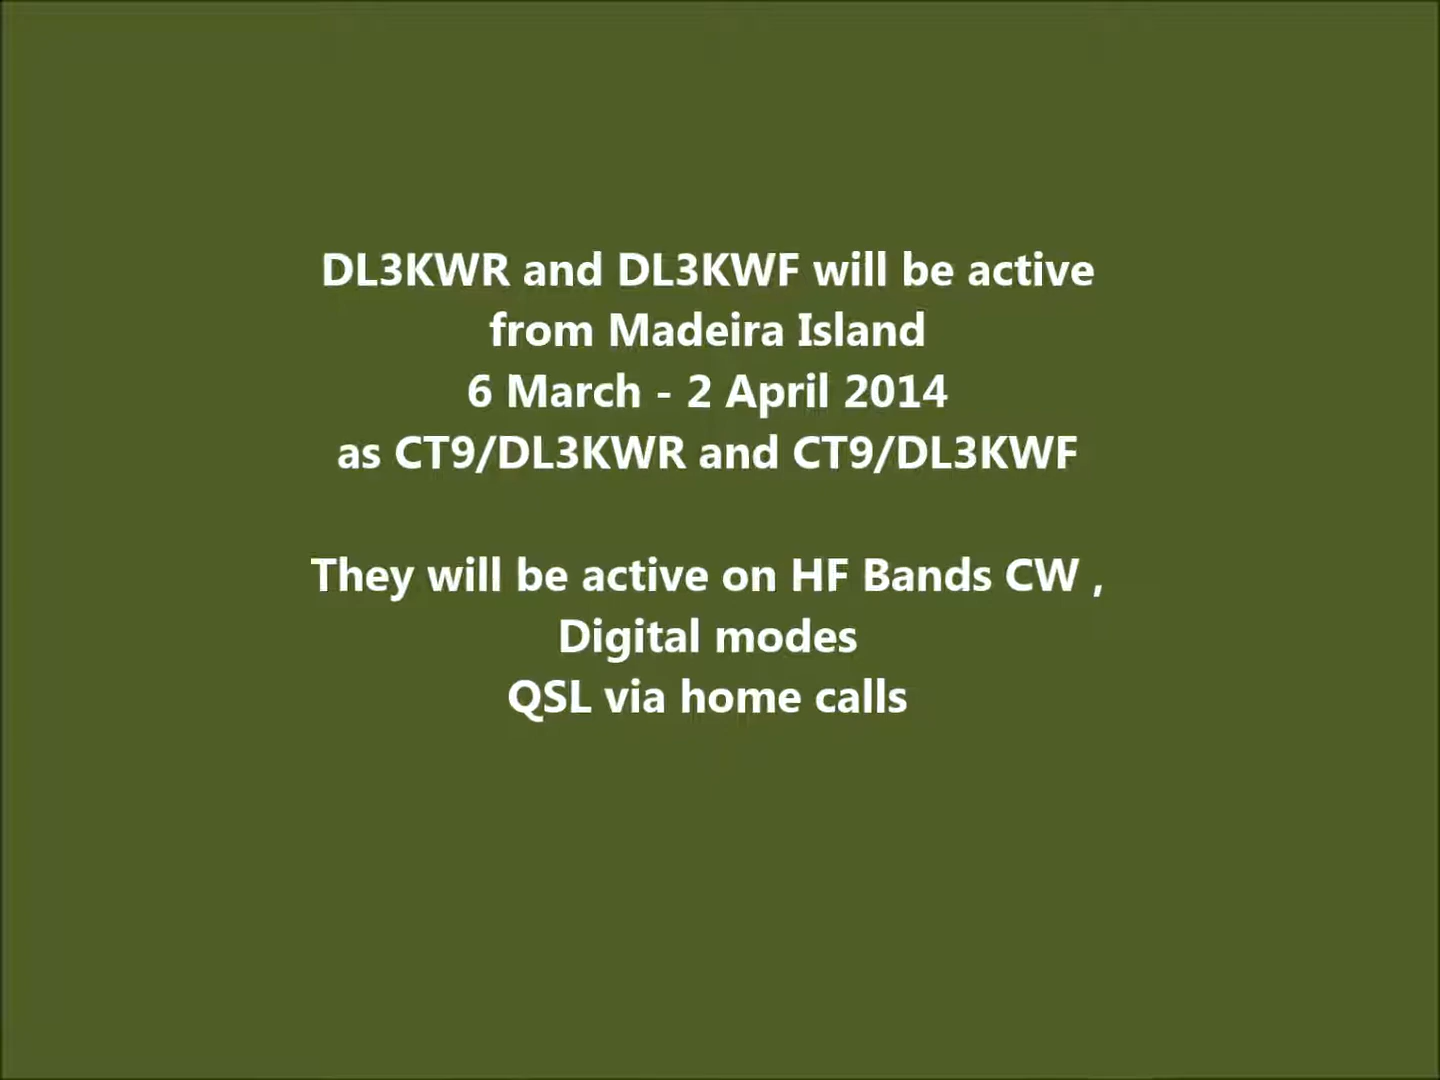 DL3KWR and DL3KWF will be active
from Madeira Island
6 March - 2 April 2014
as CT9/DL3KWR and CT9/DL3KWF
They will be active on HF Bands CW ,
Digital modes
QSL via home calls